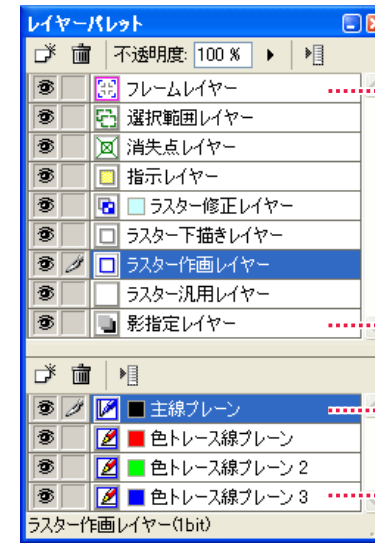 レイヤーパレット
不透明度: 100 %
フレームレイヤー
選択範囲レイヤー
消失点レイヤー
指示レイヤー
ラスター修正レイヤー
ラスター下描きレイヤー
ラスター作画レイヤー
ラスター汎用レイヤー
影指定レイヤー
主線プレーン
色トレース線プレーン
色トレース線プレーン 2
色トレース線プレーン 3
ラスター作画レイヤー(1bit)